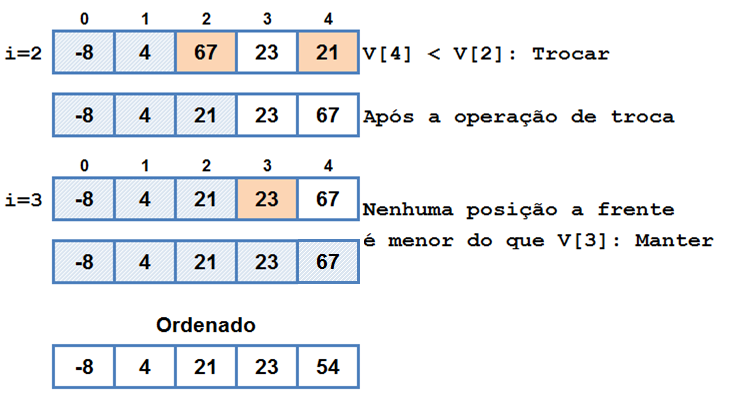 0 1 2 3 4
i=2 -8 4 67 23 21 V[4] < V[2]: Trocar
-8 4 21 23 67 Após a operação de troca
0 1 2 3 4
i=3 -8 4 21 23 67 Nenhuma posição a frente
-8 4 21 23 67 é menor do que V[3]: Manter
Ordenado
-8 4 21 23 54